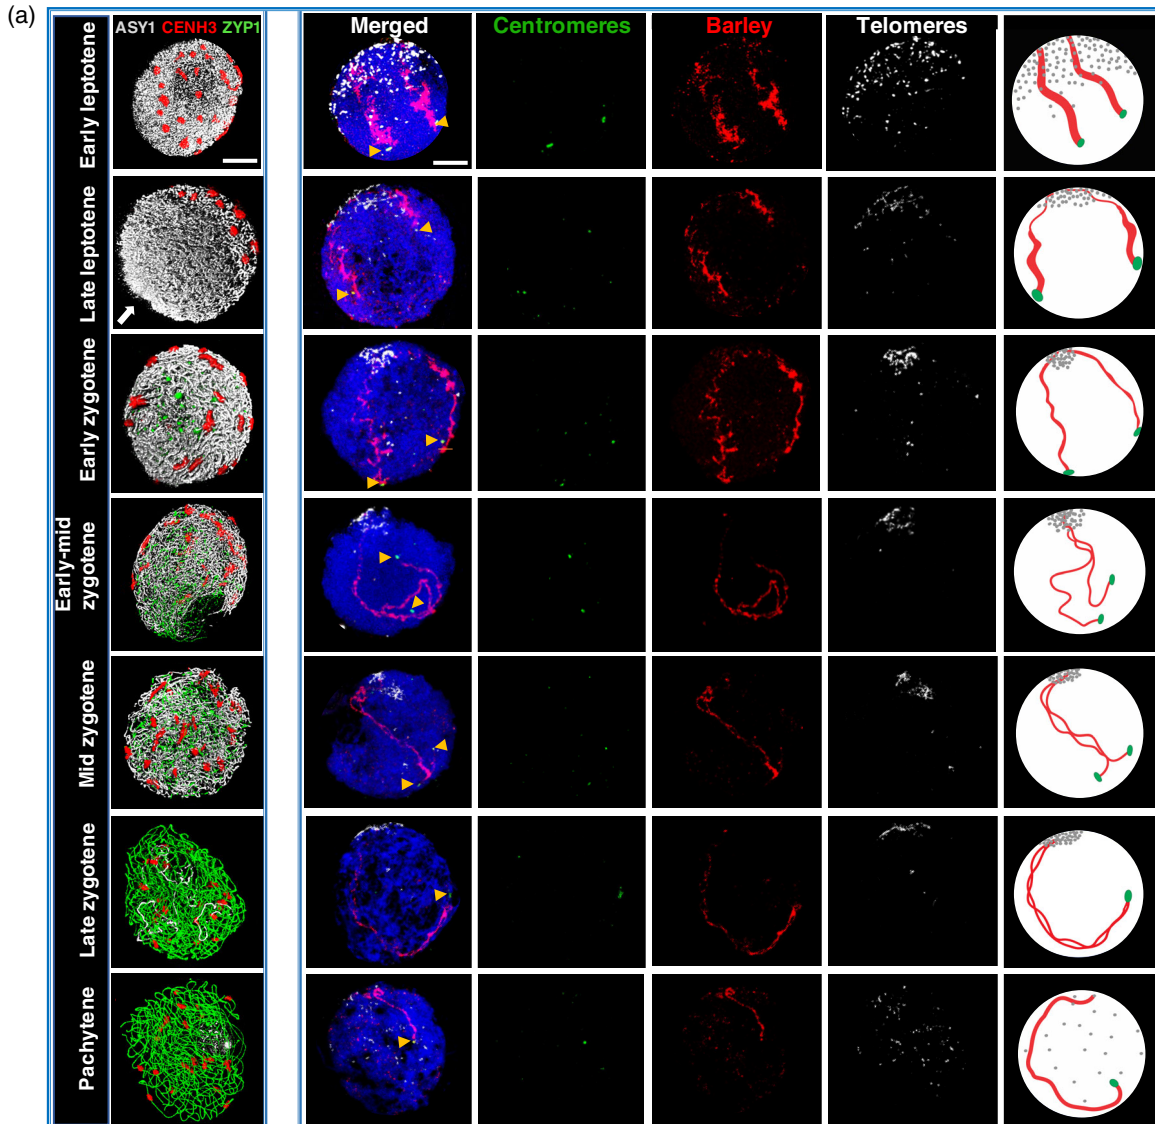 (a)
ASY1 CENH3 ZYP1
Merged
Centromeres
Barley
Telomeres
Early leptotene
Late leptotene
Early zygotene
Early-mid
zygotene
Mid zygotene
Late zygotene
Pachytene